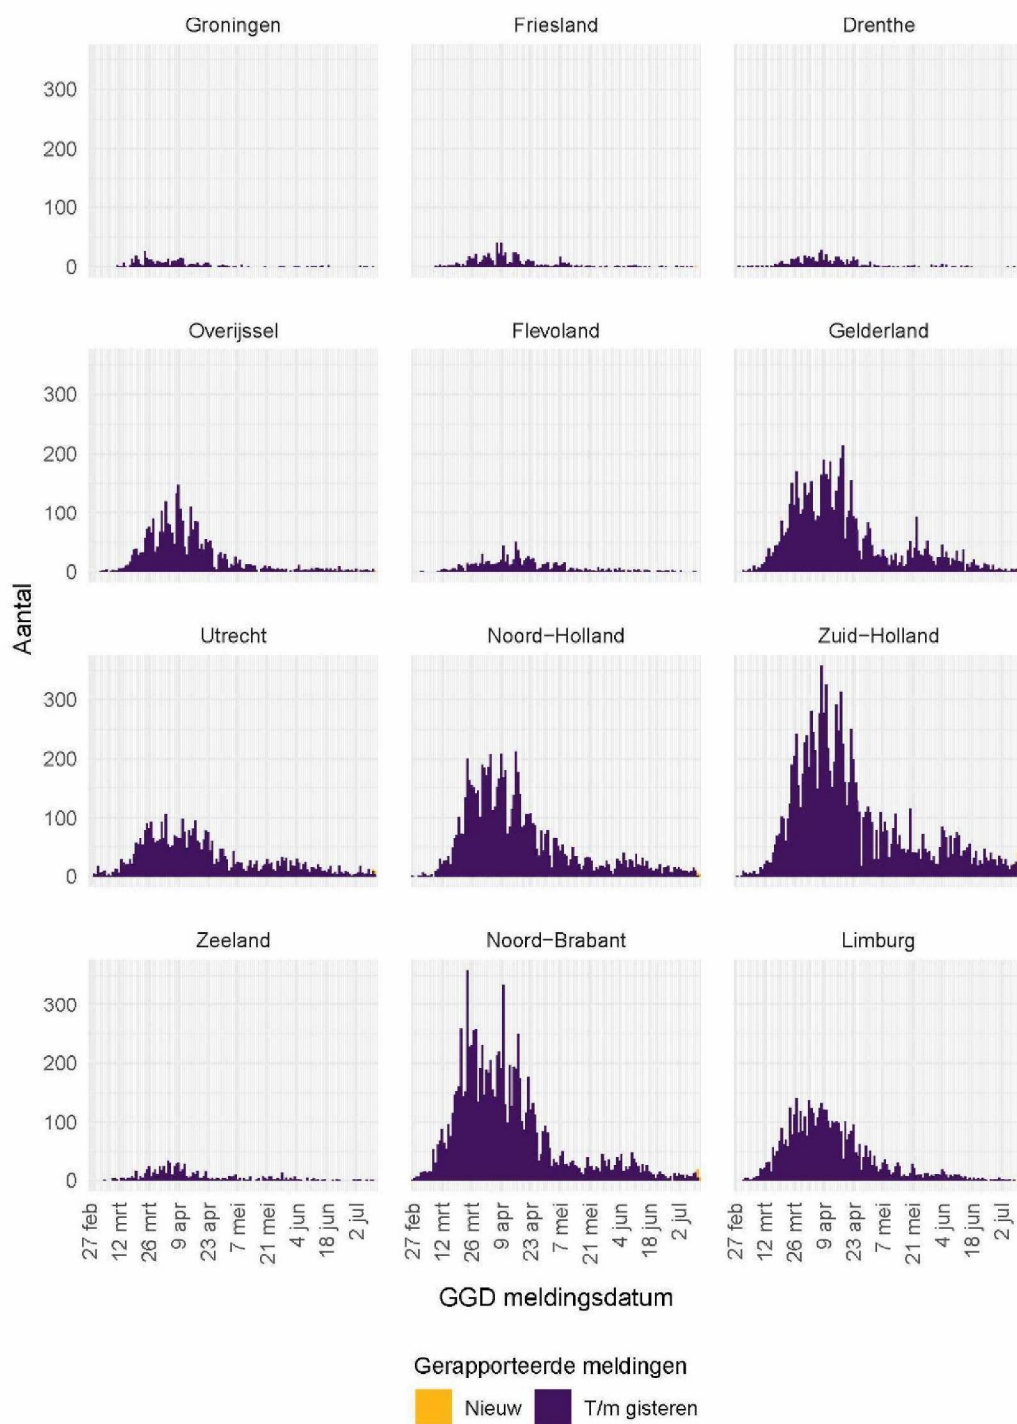 Groningen Friesland Drenthe
300
200
100
0
Overijssel Flevoland Gelderland
300
200
100
0
Aantal
Utrecht Noord−Holland Zuid−Holland
300
200
100
0
Zeeland Noord−Brabant Limburg
300
200
100
0
27 feb 12 mrt 26 mrt 9 apr 23 apr 7 mei 21 mei 4 jun 18 jun 2 jul 27 feb 12 mrt 26 mrt 9 apr 23 apr 7 mei 21 mei 4 jun 18 jun 2 jul 27 feb 12 mrt 26 mrt 9 apr 23 apr 7 mei 21 mei 4 jun 18 jun 2 jul
GGD meldingsdatum
Gerapporteerde meldingen
Nieuw T/m gisteren